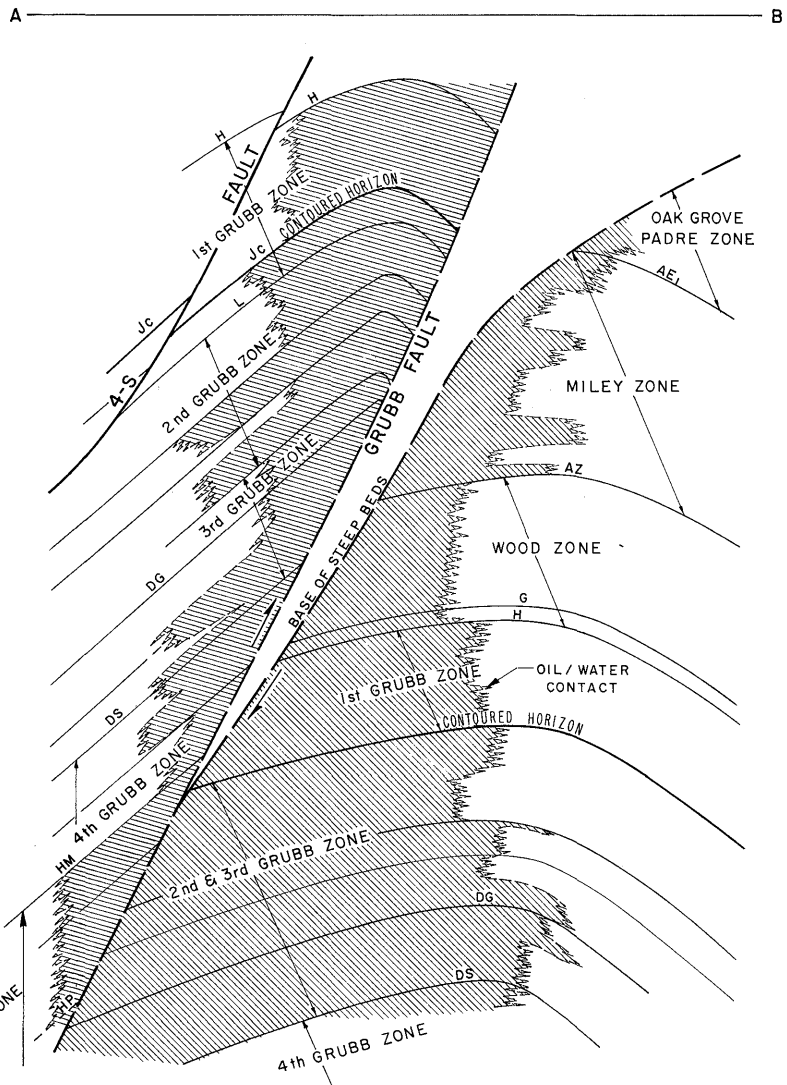 A
B
H
H
FAULT
1st GRUBB ZONE
CONTOURED HORIZON
Jc
Jc
L
4-S
2nd GRUBB ZONE
3rd GRUBB ZONE
GRUBB FAULT
OAK GROVE
PADRE ZONE
AE1
MILEY ZONE
AZ
WOOD ZONE
BASE OF STEEP BEDS
DG
G
H
1st GRUBB ZONE
OIL/WATER
CONTACT
CONTOURED HORIZON
DS
4th GRUBB ZONE
HM
2nd & 3rd GRUBB ZONE
DG
DS
HP
4th GRUBB ZONE